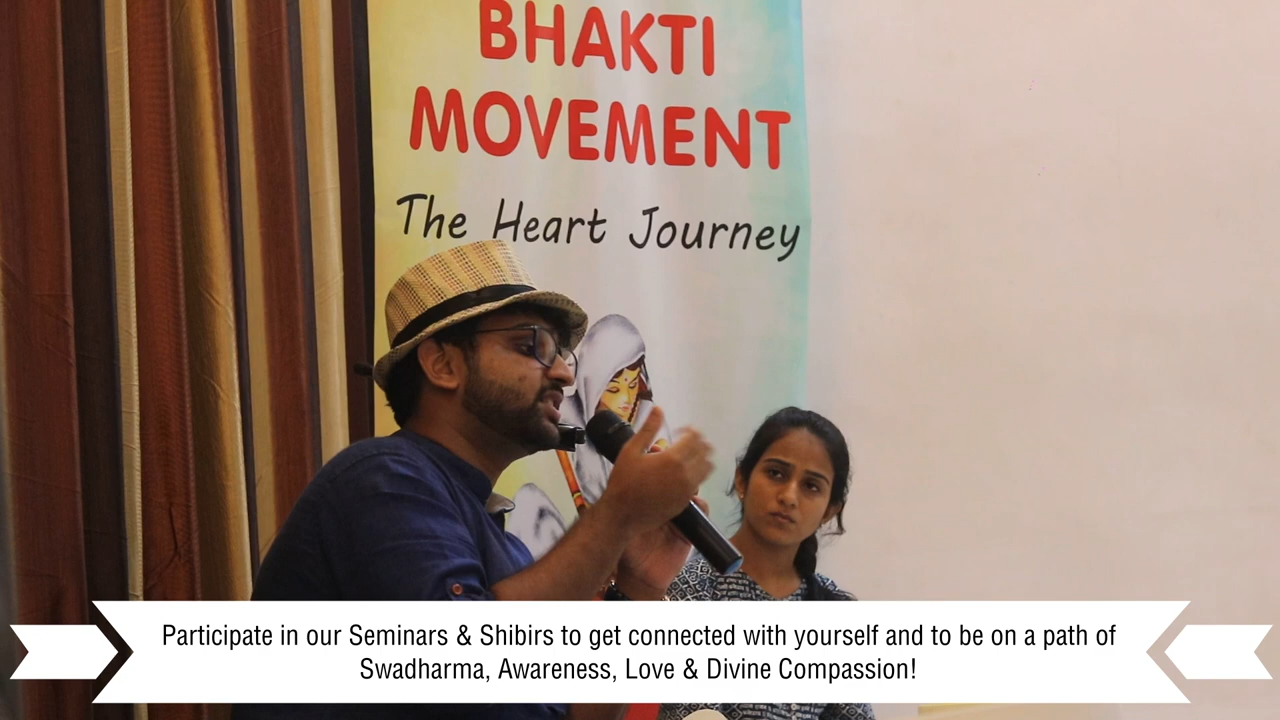 BHAKTI
MOVEMENT
The Heart Journey
Participate in our Seminars & Shibirs to get connected with yourself and to be on a path of
Swadharma, Awareness, Love & Divine Compassion!